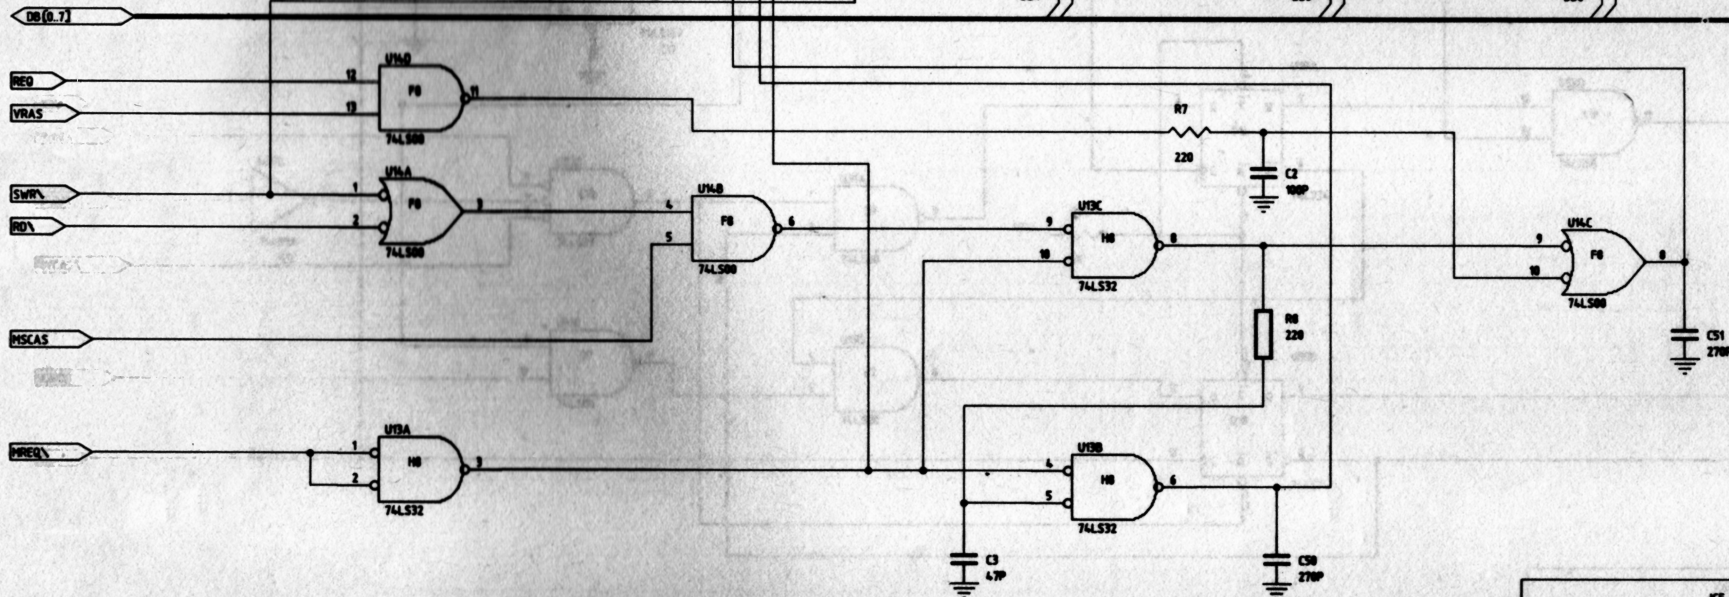 DB[0..7]
REQ
12
U14D
F8
11
13
74LS00
VRAS
R7
220
C2
100P
SWR\
1
U14A
F8
3
2
74LS00
RD\
U14B
4
F8
6
5
74LS00
U13C
9
H8
8
10
74LS32
U14C
9
F8
8
10
74LS00
MSCAS
R8
220
C51
MREQ\
U13A
1
H8
3
2
74LS32
U13B
4
H8
6
5
74LS32
C3
47P
C50
270P